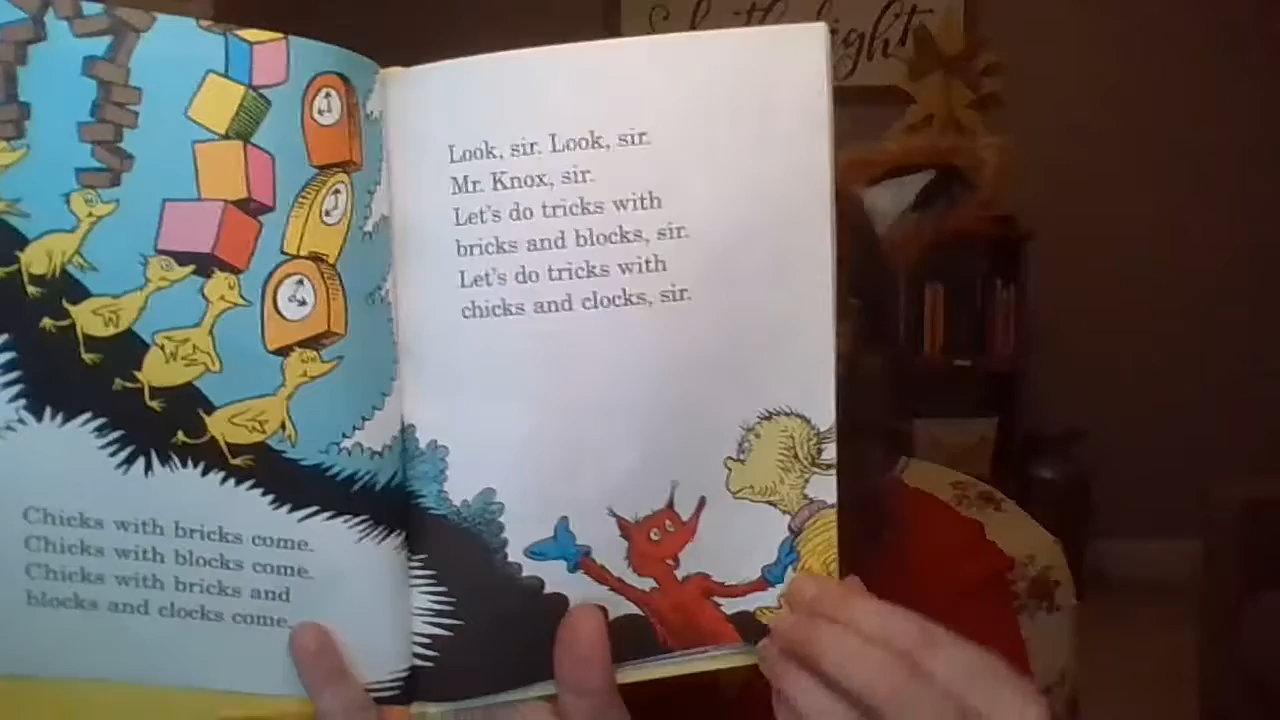 Chicks with bricks come.
Chicks with blocks come.
Chicks with bricks and
blocks and clocks come.
Look, sir. Look, sir.
Mr. Knox, sir.
Let's do tricks with
bricks and blocks, sir.
Let's do tricks with
chicks and clocks, sir.